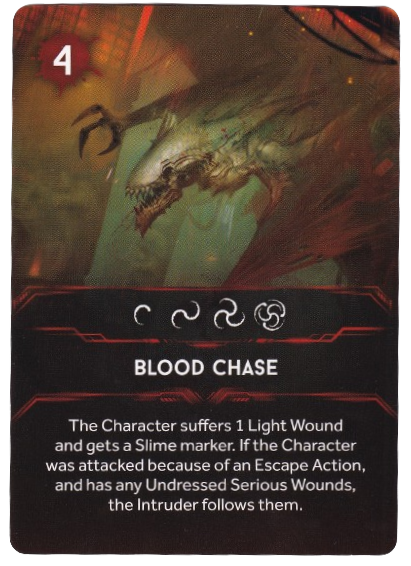 4
BLOOD CHASE
The Character suffers 1 Light Wound
and gets a Slime marker. If the Character
was attacked because of an Escape Action,
and has any Undressed Serious Wounds,
the Intruder follows them.